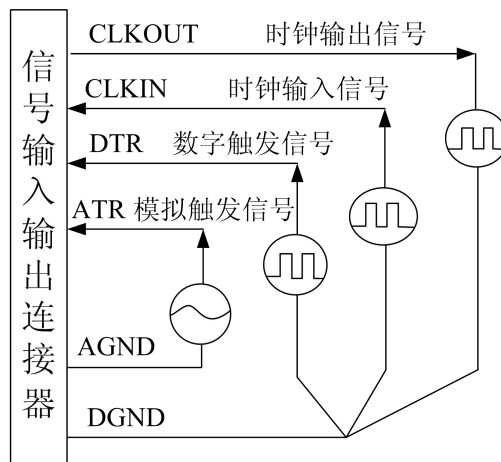 信号输入输出连接器
CLKOUT 时钟输出信号
CLKIN 时钟输入信号
DTR 数字触发信号
ATR 模拟触发信号
AGND
DGND